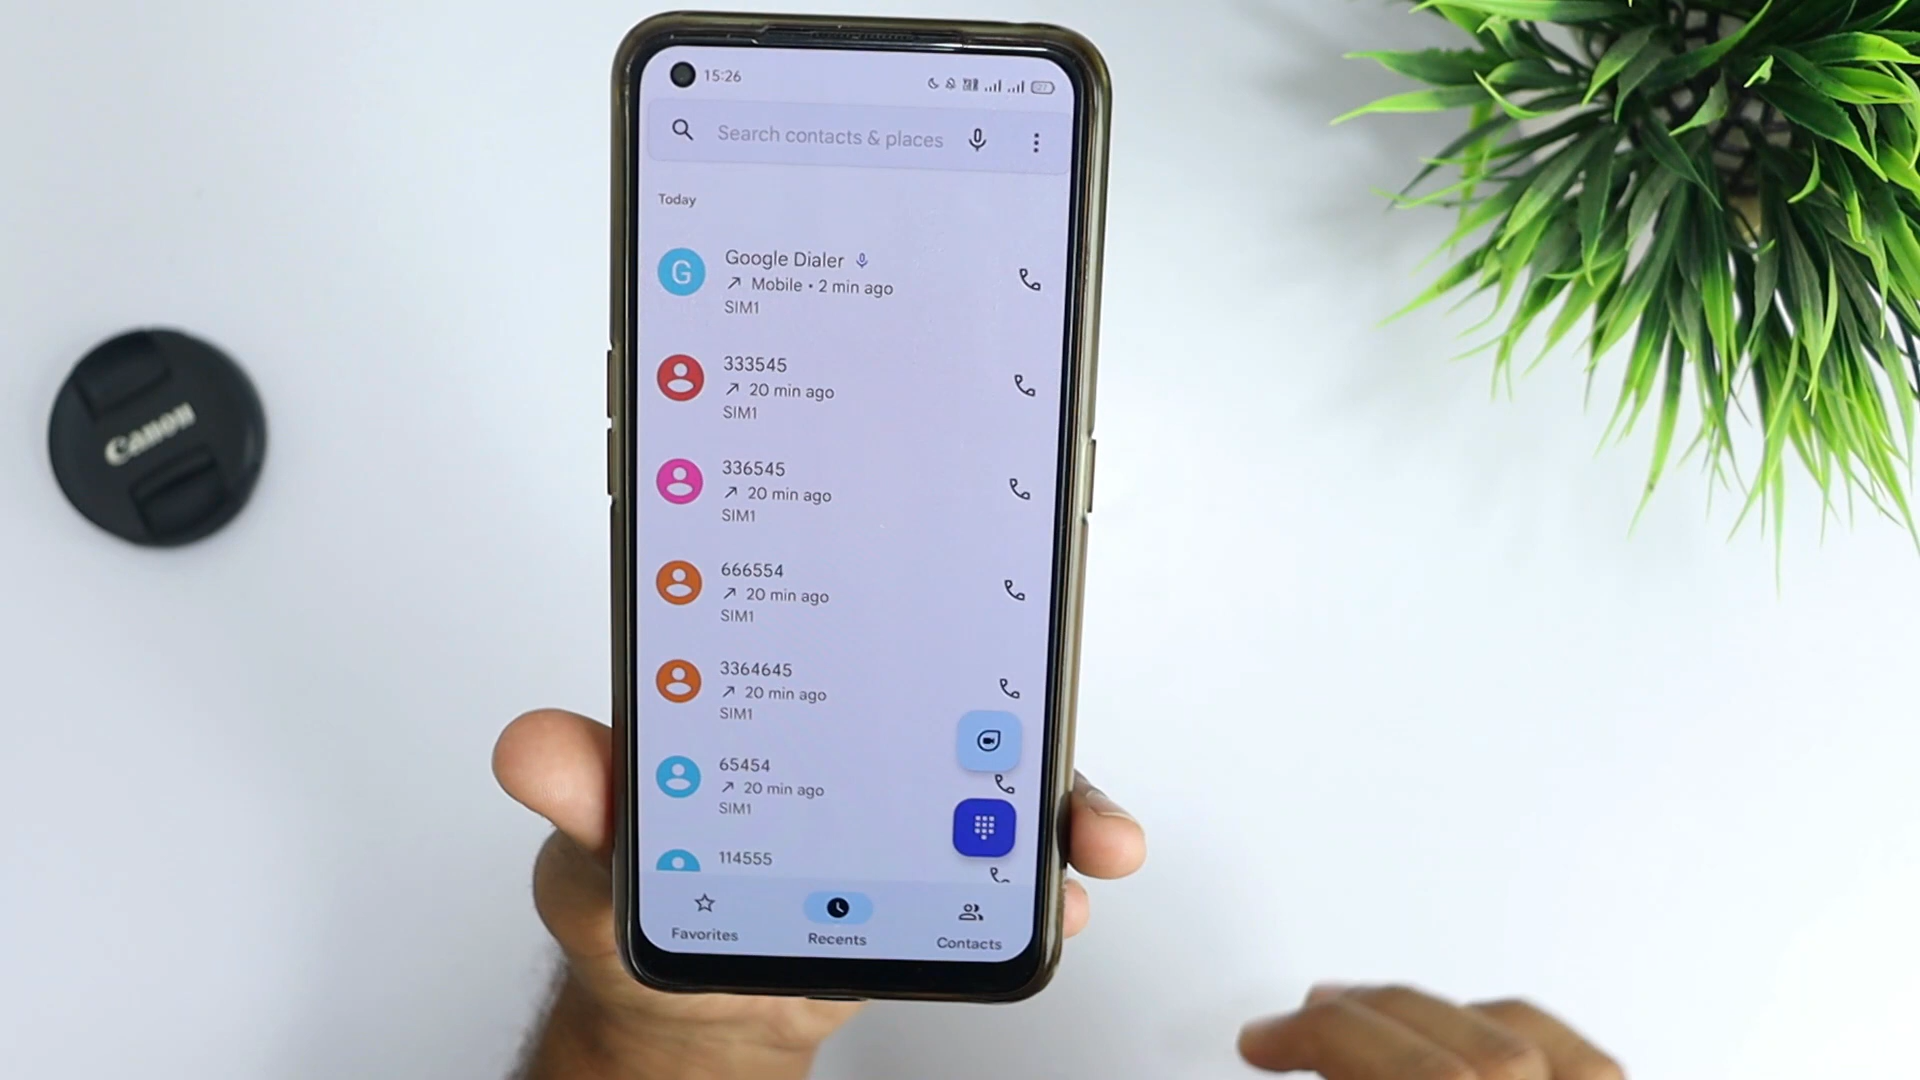 15:26
27
Search contacts & places
Today
G
Google Dialer
Mobile • 2 min ago
SIM1
333545
20 min ago
SIM1
336545
20 min ago
SIM1
666554
20 min ago
SIM1
3364645
20 min ago
SIM1
65454
20 min ago
SIM1
114555
Favorites
Recents
Contacts
Canon